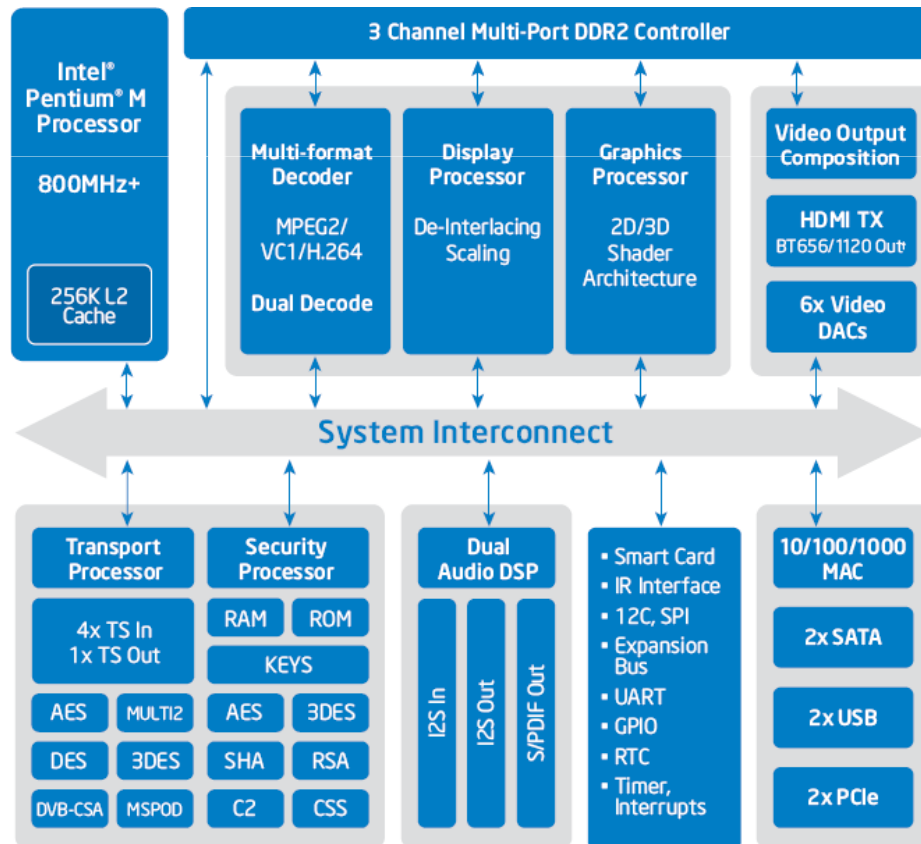 3 Channel Multi-Port DDR2 Controller
Intel®
Pentium® M
Processor
800MHz+
256K L2
Cache
Multi-format
Decoder
MPEG2/
VC1/H.264
Dual Decode
Display
Processor
De-Interlacing
Scaling
Graphics
Processor
2D/3D
Shader
Architecture
Video Output
Composition
HDMI TX
BT656/1120 Out†
6x Video
DACs
System Interconnect
Transport
Processor
4x TS In
1x TS Out
AES
MULTI2
DES
3DES
DVB-CSA
MSPOD
Security
Processor
RAM
ROM
KEYS
AES
3DES
SHA
RSA
C2
CSS
Dual
Audio DSP
I2S In
I2S Out
S/PDIF Out
▪ Smart Card
▪ IR Interface
▪ 12C, SPI
▪ Expansion
Bus
▪ UART
▪ GPIO
▪ RTC
▪ Timer,
Interrupts
10/100/1000
MAC
2x SATA
2x USB
2x PCIe